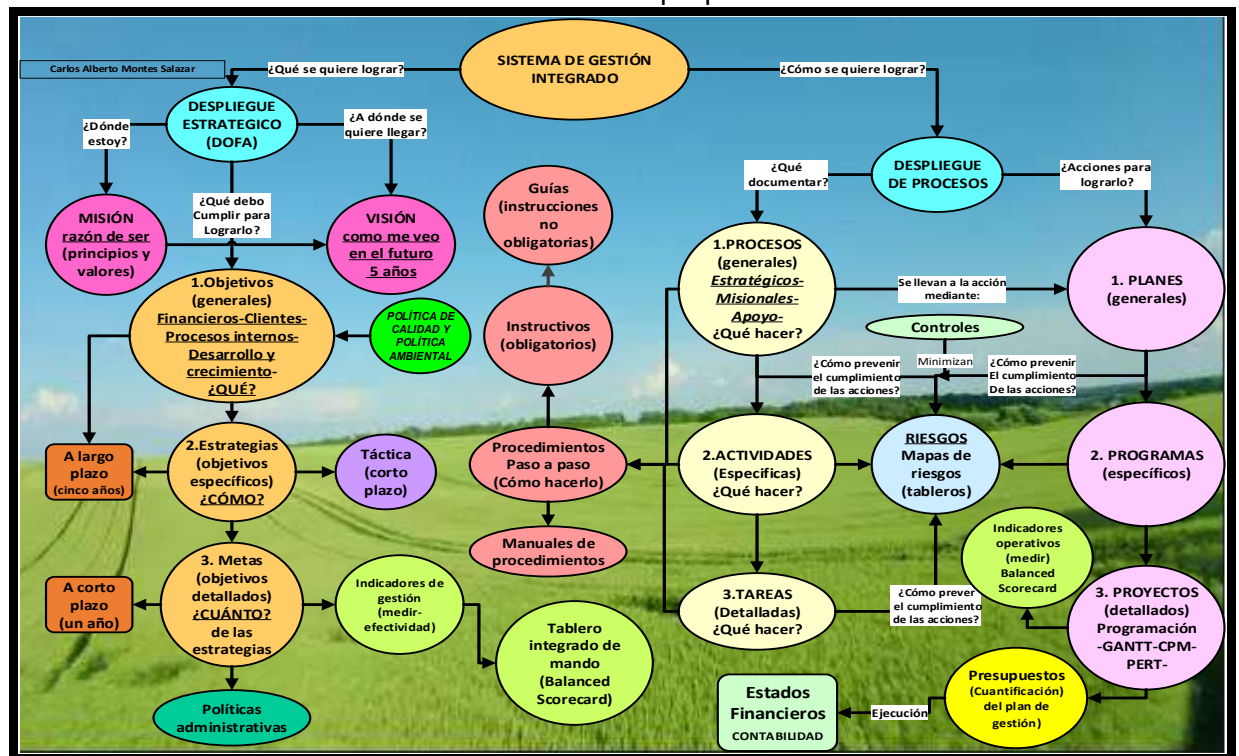 SISTEMA DE GESTIÓN
INTEGRADO
Carlos Alberto Montes Salazar
¿Qué se quiere lograr?
¿Cómo se quiere lograr?
DESPLIEGUE
ESTRATEGICO
(DOFA)
¿Dónde
estoy?
¿A dónde se
quiere llegar?
¿Qué debo
Cumplir para
Lograrlo?
MISIÓN
razón de ser
(principios y
valores)
VISIÓN
como me veo
en el futuro
5 años
1.Objetivos
(generales)
Financieros-Clientes-
Procesos internos-
Desarrollo y
crecimiento-
¿QUÉ?
POLÍTICA DE
CALIDAD Y
POLÍTICA
AMBIENTAL
A largo
plazo
(cinco años)
2.Estrategias
(objetivos
específicos)
¿CÓMO?
Táctica
(corto
plazo)
A corto
plazo
(un año)
3. Metas
(objetivos
detallados)
¿CUÁNTO?
de las
estrategias
Indicadores de
gestión
(medir-
efectividad)
Tablero
integrado de
mando
(Balanced
Scorecard)
Políticas
administrativas
Guías
(instrucciones
no
obligatorias)
Instructivos
(obligatorios)
Procedimientos
Paso a paso
(Cómo hacerlo)
Manuales de
procedimientos
DESPLIEGUE
DE PROCESOS
¿Qué
documentar?
¿Acciones para
lograrlo?
1.PROCESOS
(generales)
Estratégicos-
Misionales-
Apoyo-
¿Qué hacer?
Se llevan a la acción
mediante:
1. PLANES
(generales)
Controles
Minimizan
¿Cómo prevenir
el cumplimiento
de las acciones?
¿Cómo prevenir
El cumplimiento
De las acciones?
2.ACTIVIDADES
(Especificas)
¿Qué hacer?
RIESGOS
Mapas de
riesgos
(tableros)
2. PROGRAMAS
(específicos)
Indicadores
operativos
(medir)
Balanced
Scorecard
3.TAREAS
(Detalladas)
¿Qué hacer?
¿Cómo prever
el cumplimiento
de las acciones?
3. PROYECTOS
(detallados)
Programación
-GANTT-CPM-
PERT-
Presupuestos
(Cuantificación)
del plan de
gestión)
Ejecución
Estados
Financieros
CONTABILIDAD